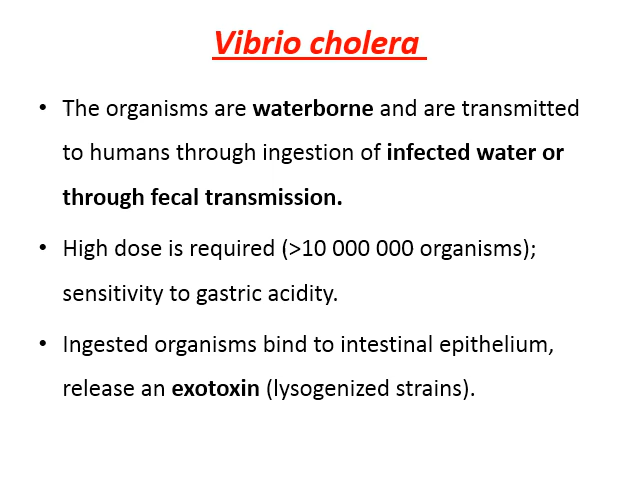 Vibrio cholera
• The organisms are waterborne and are transmitted
to humans through ingestion of infected water or
through fecal transmission.
• High dose is required (>10 000 000 organisms);
sensitivity to gastric acidity.
• Ingested organisms bind to intestinal epithelium,
release an exotoxin (lysogenized strains).